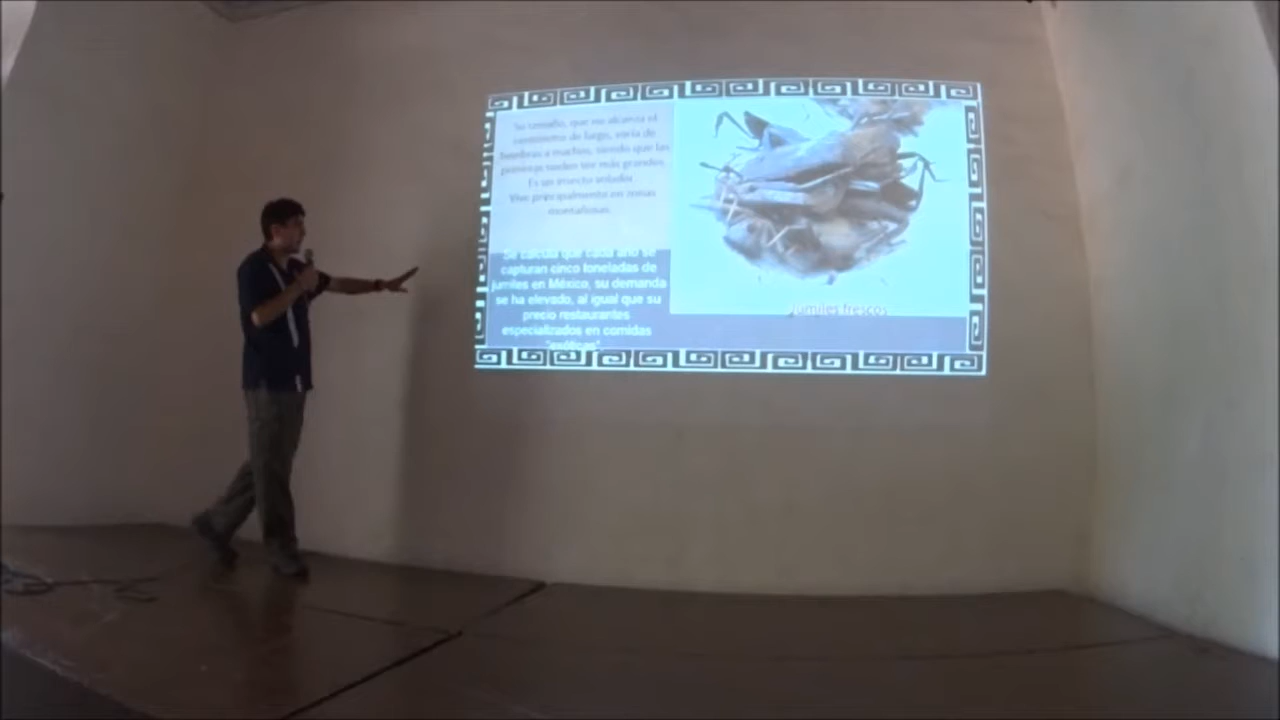 Su tamaño, que no alcanza el
centímetro de largo, varía de
hembras a machos, siendo que las
primeras suelen ser más grandes.
Es un insecto volador.
Vive principalmente en zonas
montañosas.
Se calcula que cada año se
capturan cinco toneladas de
jumiles en México, su demanda
se ha elevado, al igual que su
precio restaurantes
especializados en comidas
"exóticas".
Jumiles frescos